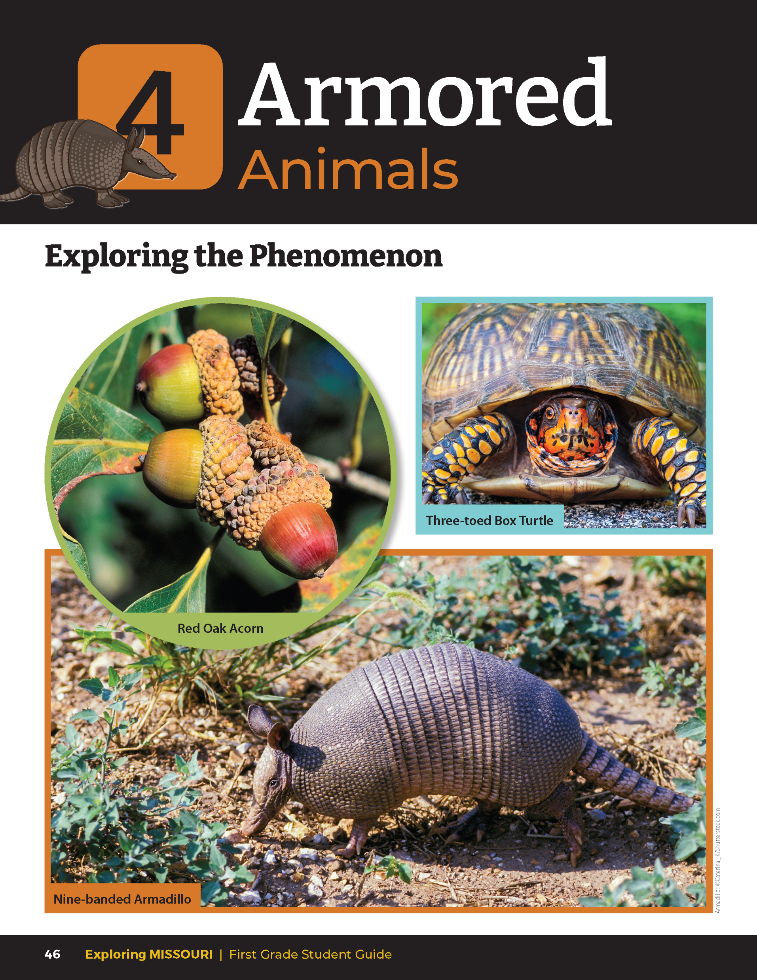 4
Armored
Animals
Exploring the Phenomenon
Three-toed Box Turtle
Red Oak Acorn
Nine-banded Armadillo
46 Exploring MISSOURI | First Grade Student Guide